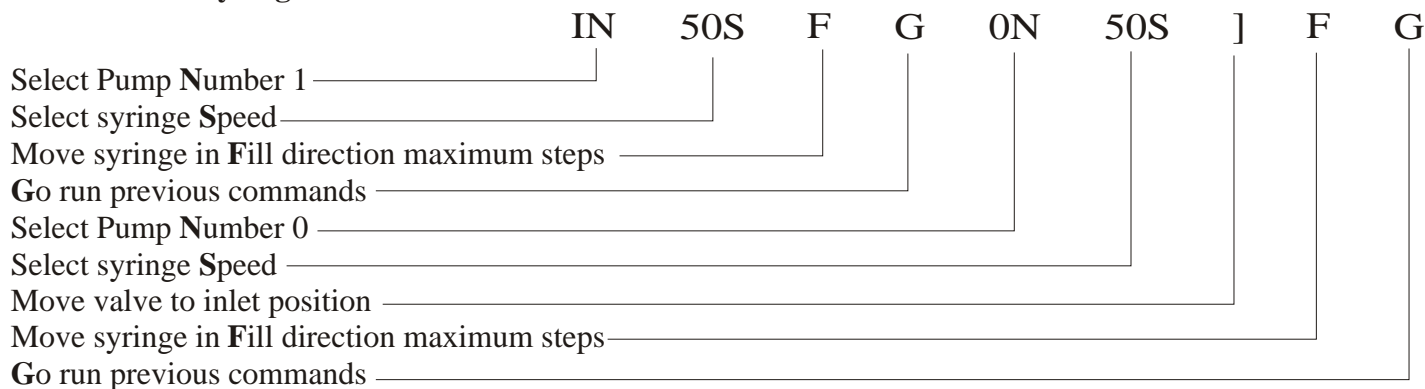 IN 50S F G 0N 50S ] F G
Select Pump Number 1
Select syringe Speed
Move syringe in Fill direction maximum steps
Go run previous commands
Select Pump Number 0
Select syringe Speed
Move valve to inlet position
Move syringe in Fill direction maximum steps
Go run previous commands